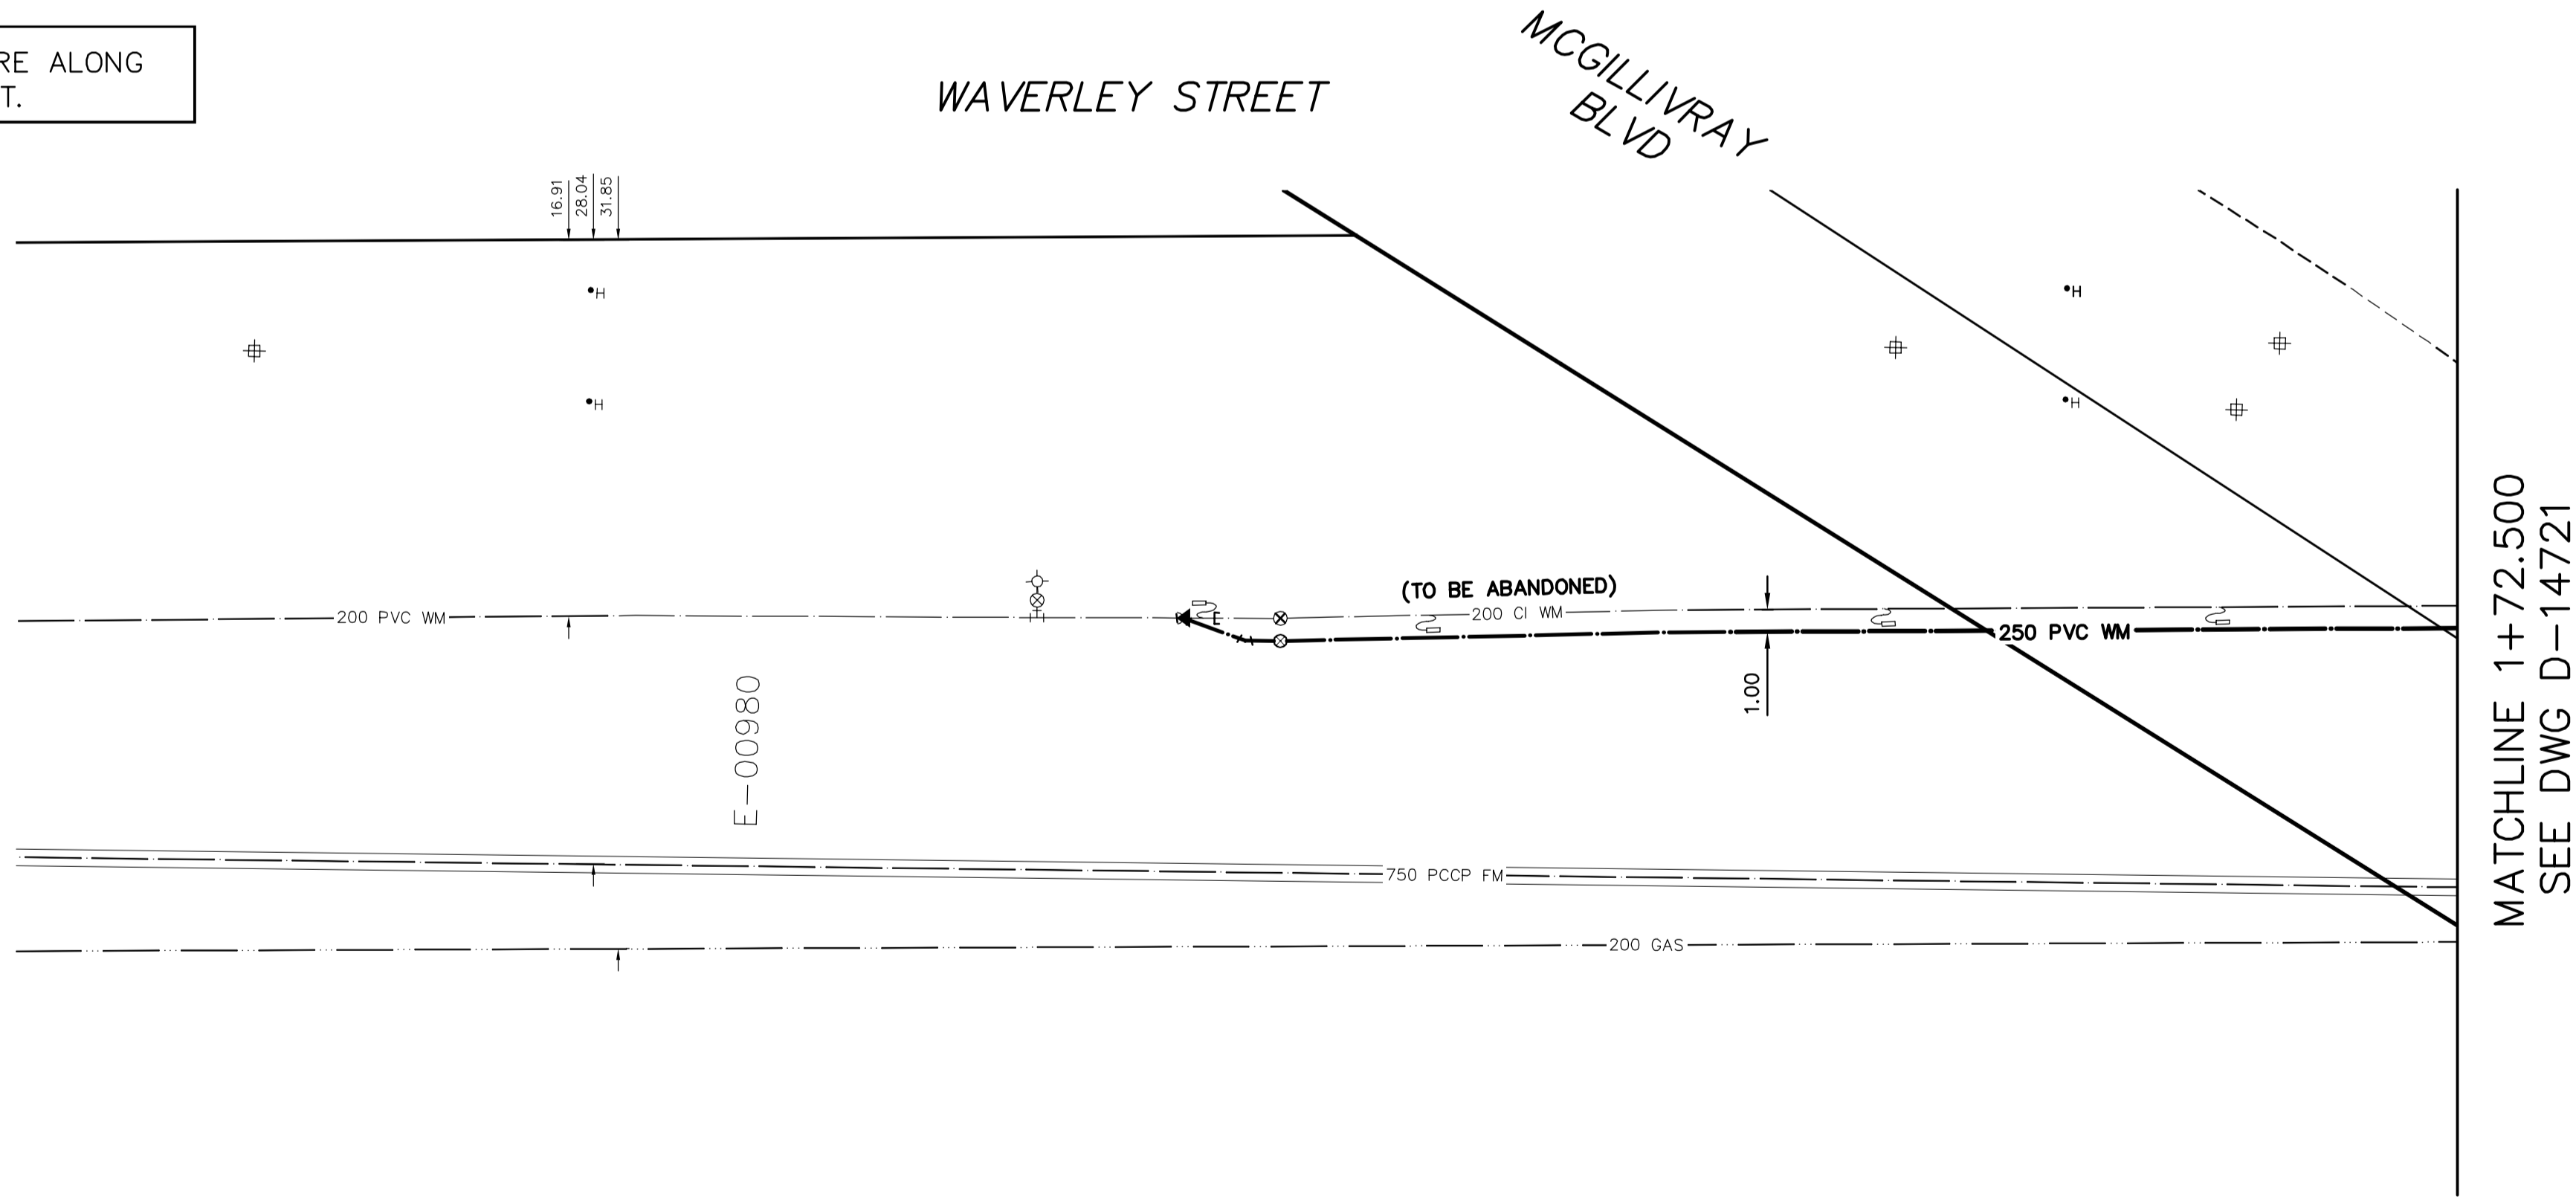 RE ALONG
T.
WAVERLEY STREET
MCGILLIVRAY
BLVD
16.91
28.04
31.85
H
H
H
H
(TO BE ABANDONED)
200 PVC WM
E
200 CI WM
250 PVC WM
1.00
E-00980
750 PCCP FM
200 GAS
MATCHLINE 1+72.500
SEE DWG D-14721